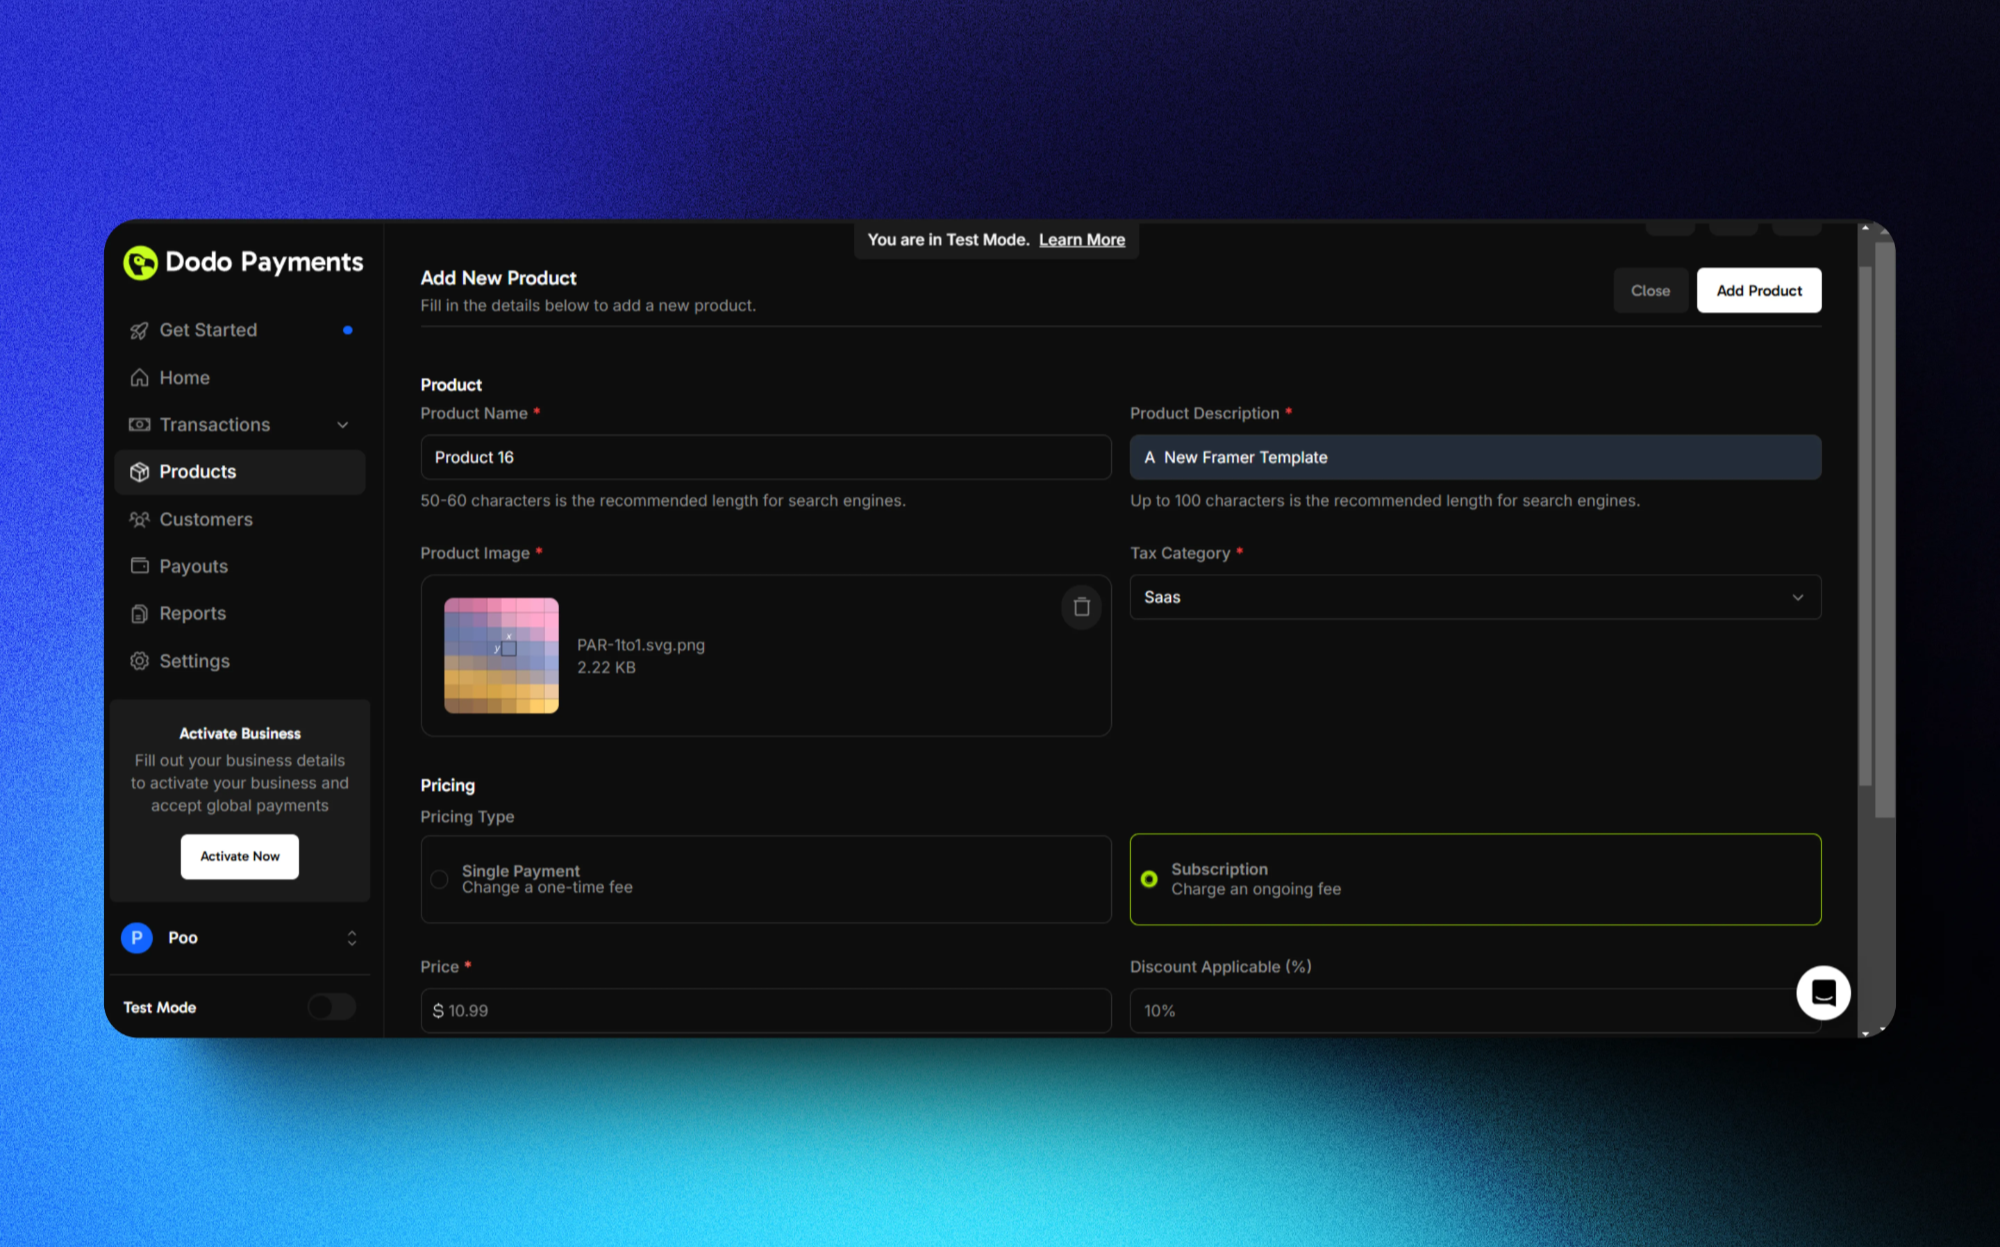 Dodo Payments
Get Started
Home
Transactions
Products
Customers
Payouts
Reports
Settings
Activate Business
Fill out your business details
to activate your business and
accept global payments
Activate Now
P Poo
Test Mode
You are in Test Mode. Learn More
Add New Product
Fill in the details below to add a new product.
Close
Add Product
Product
Product Name *
Product 16
50-60 characters is the recommended length for search engines.
Product Description *
A  New Framer Template
Up to 100 characters is the recommended length for search engines.
Product Image *
x
y
PAR-1to1.svg.png
2.22 KB
Tax Category *
Saas
Pricing
Pricing Type
Single Payment
Change a one-time fee
Subscription
Charge an ongoing fee
Price *
$ 10.99
Discount Applicable (%)
10%